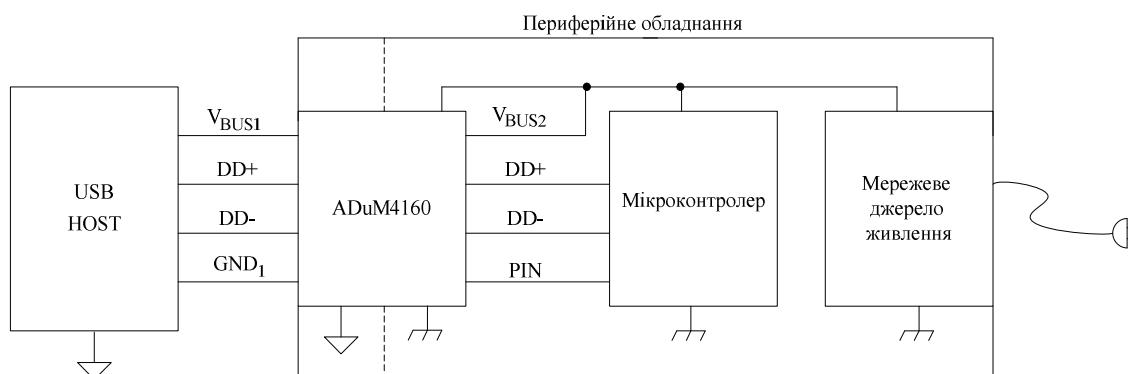 Периферійне обладнання
USB
HOST
VBUS1
DD+
DD-
GND1
ADuM4160
VBUS2
DD+
DD-
PIN
Мікроконтролер
Мережеве
джерело
живлення